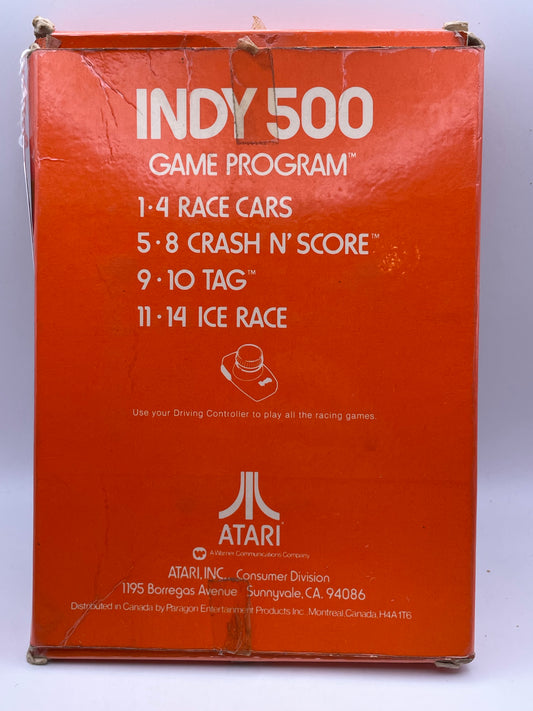 INDY 500
GAME PROGRAM™
1•4 RACE CARS
5•8 CRASH N' SCORE™
9•10 TAG™
11•14 ICE RACE
Use your Driving Controller to play all the racing games.
ATARI®
A Warner Communications Company
ATARI, INC. Consumer Division
1195 Borregas Avenue Sunnyvale, CA. 94086
Distributed in Canada by Paragon Entertainment Products Inc., Montreal, Canada, H4A 1T6